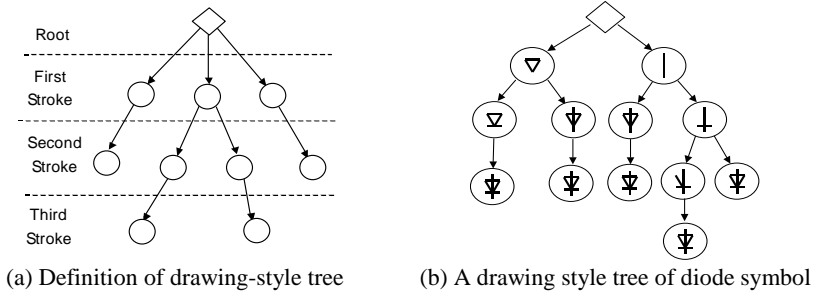 Root
First
Stroke
Second
Stroke
Third
Stroke
(a) Definition of drawing-style tree
(b) A drawing style tree of diode symbol